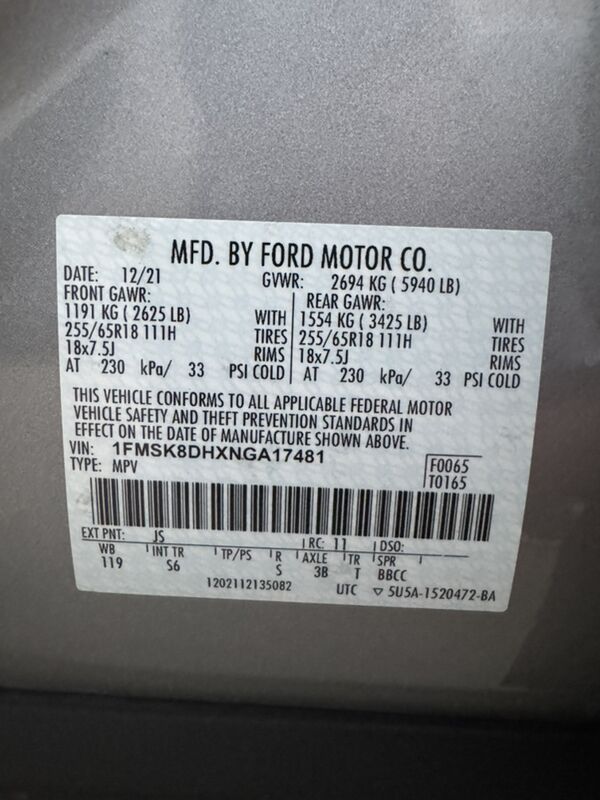 MFD. BY FORD MOTOR CO.
DATE: 12/21 GVWR: 2694 KG ( 5940 LB)
FRONT GAWR: REAR GAWR:
1191 KG ( 2625 LB) WITH 1554 KG ( 3425 LB) WITH
255/65R18 111H TIRES 255/65R18 111H TIRES
18x7.5J RIMS 18x7.5J RIMS
AT 230 kPa/ 33 PSI COLD AT 230 kPa/ 33 PSI COLD
THIS VEHICLE CONFORMS TO ALL APPLICABLE FEDERAL MOTOR
VEHICLE SAFETY AND THEFT PREVENTION STANDARDS IN
EFFECT ON THE DATE OF MANUFACTURE SHOWN ABOVE.
VIN: 1FMSK8DHXNGA17481
TYPE: MPV
F0065
T0165
EXT PNT: JS RC: 11 DSO:
WB INT TR TP/PS R AXLE TR SPR
119 S6 S 3B T BBCC
1202112135082 UTC ▽ 5U5A-1520472-BA